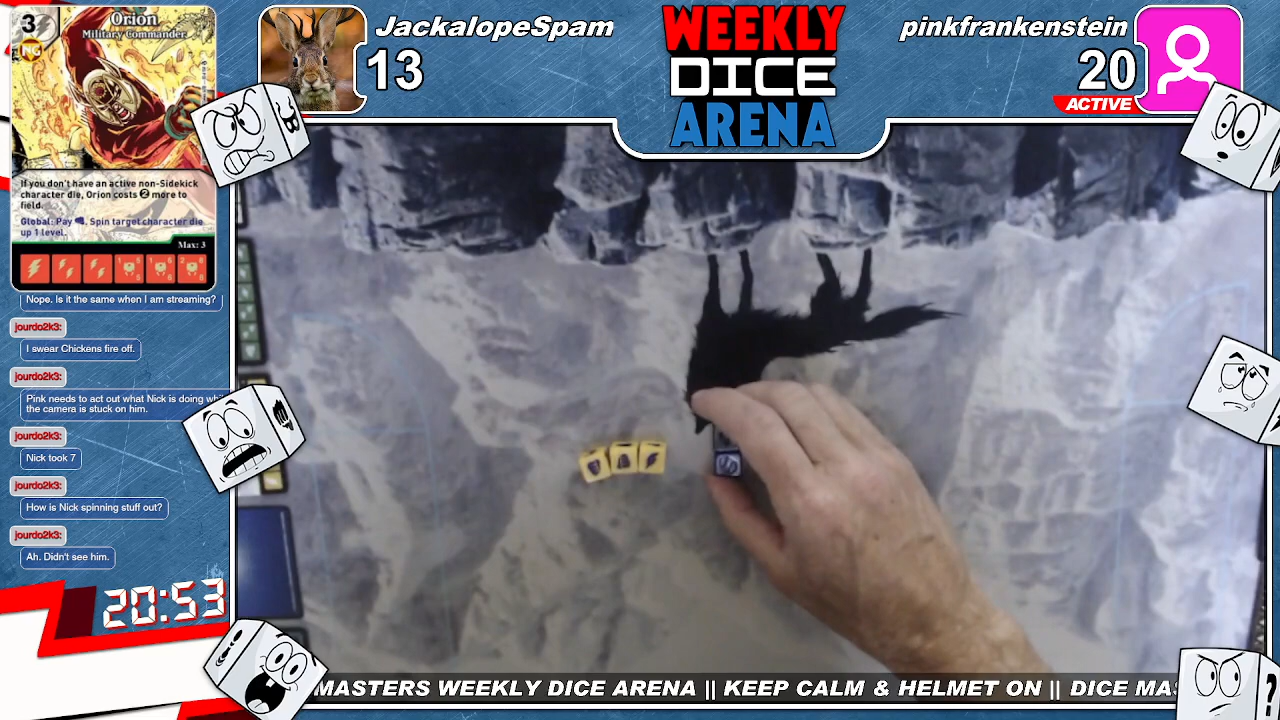 3
Orion
Military Commander
NG
If you don't have an active non-Sidekick
character die, Orion costs 2 more to
field.
Global: Pay . Spin target character die
up 1 level.
Max: 3
JackalopeSpam
13
WEEKLY
DICE
ARENA
pinkfrankenstein
20
ACTIVE
Nope. Is it the same when I am streaming?
jourdo2k3:
I swear Chickens fire off.
jourdo2k3:
Pink needs to act out what Nick is doing
the camera is stuck on him.
jourdo2k3:
Nick took 7
jourdo2k3:
How is Nick spinning stuff out?
jourdo2k3:
Ah. Didn't see him.
20:53
MASTERS WEEKLY DICE ARENA || KEEP CALM & HELMET ON || DICE MAS